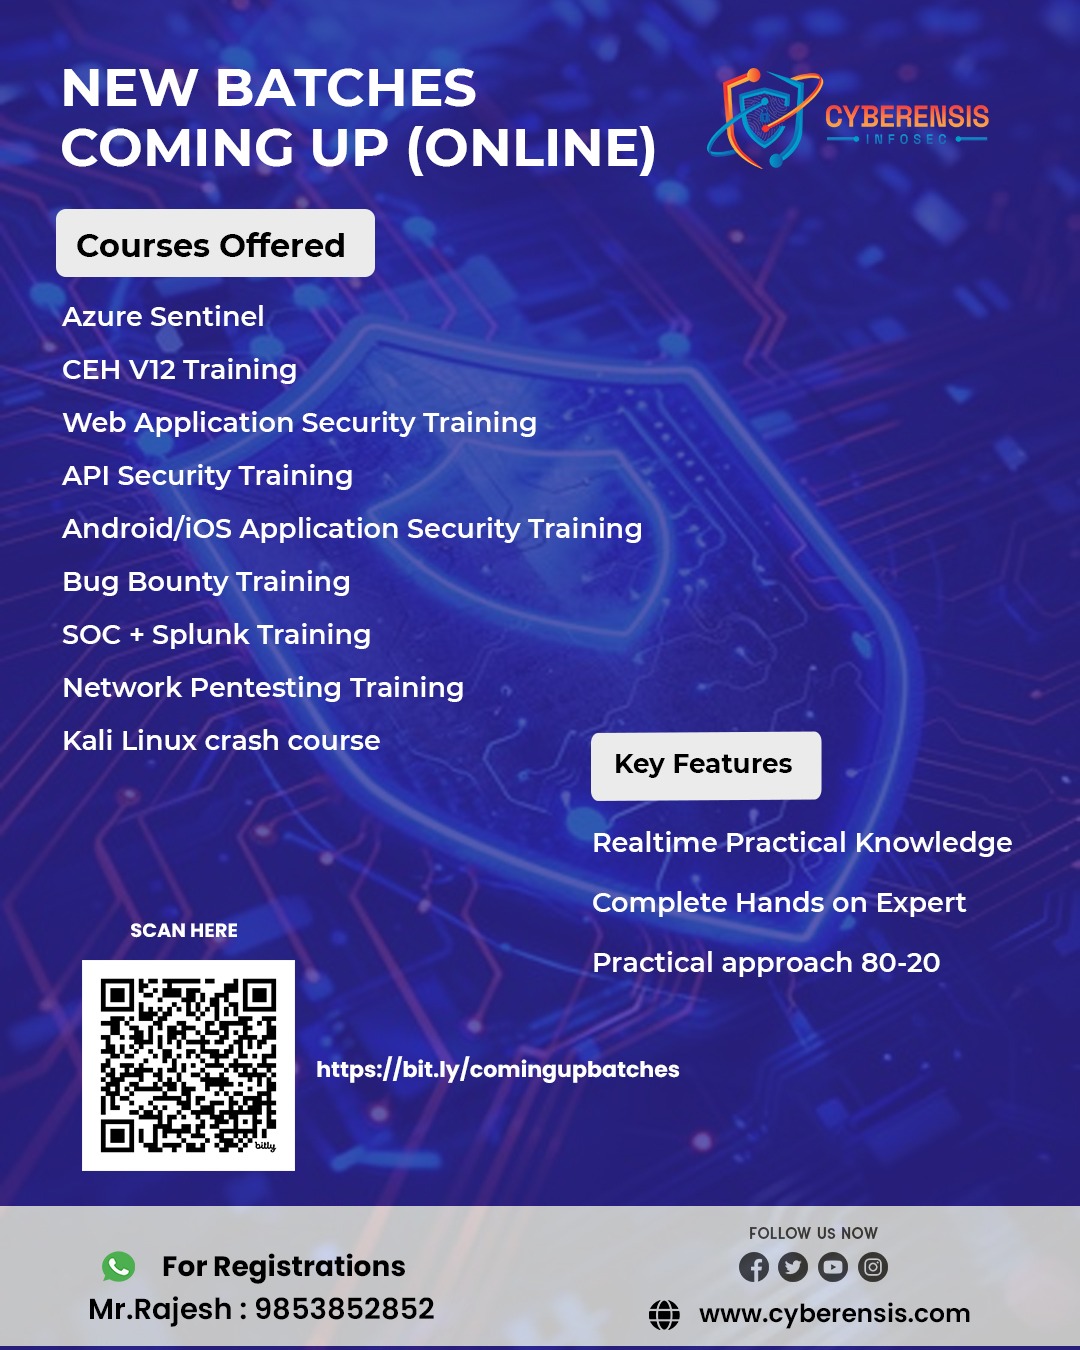 NEW BATCHES
COMING UP (ONLINE)
CYBERENSIS
INFOSEC
Courses Offered
Azure Sentinel
CEH V12 Training
Web Application Security Training
API Security Training
Android/iOS Application Security Training
Bug Bounty Training
SOC + Splunk Training
Network Pentesting Training
Kali Linux crash course
Key Features
Realtime Practical Knowledge
Complete Hands on Expert
Practical approach 80-20
SCAN HERE
bitly
https://bit.ly/comingupbatches
For Registrations
Mr.Rajesh : 9853852852
FOLLOW US NOW
www.cyberensis.com